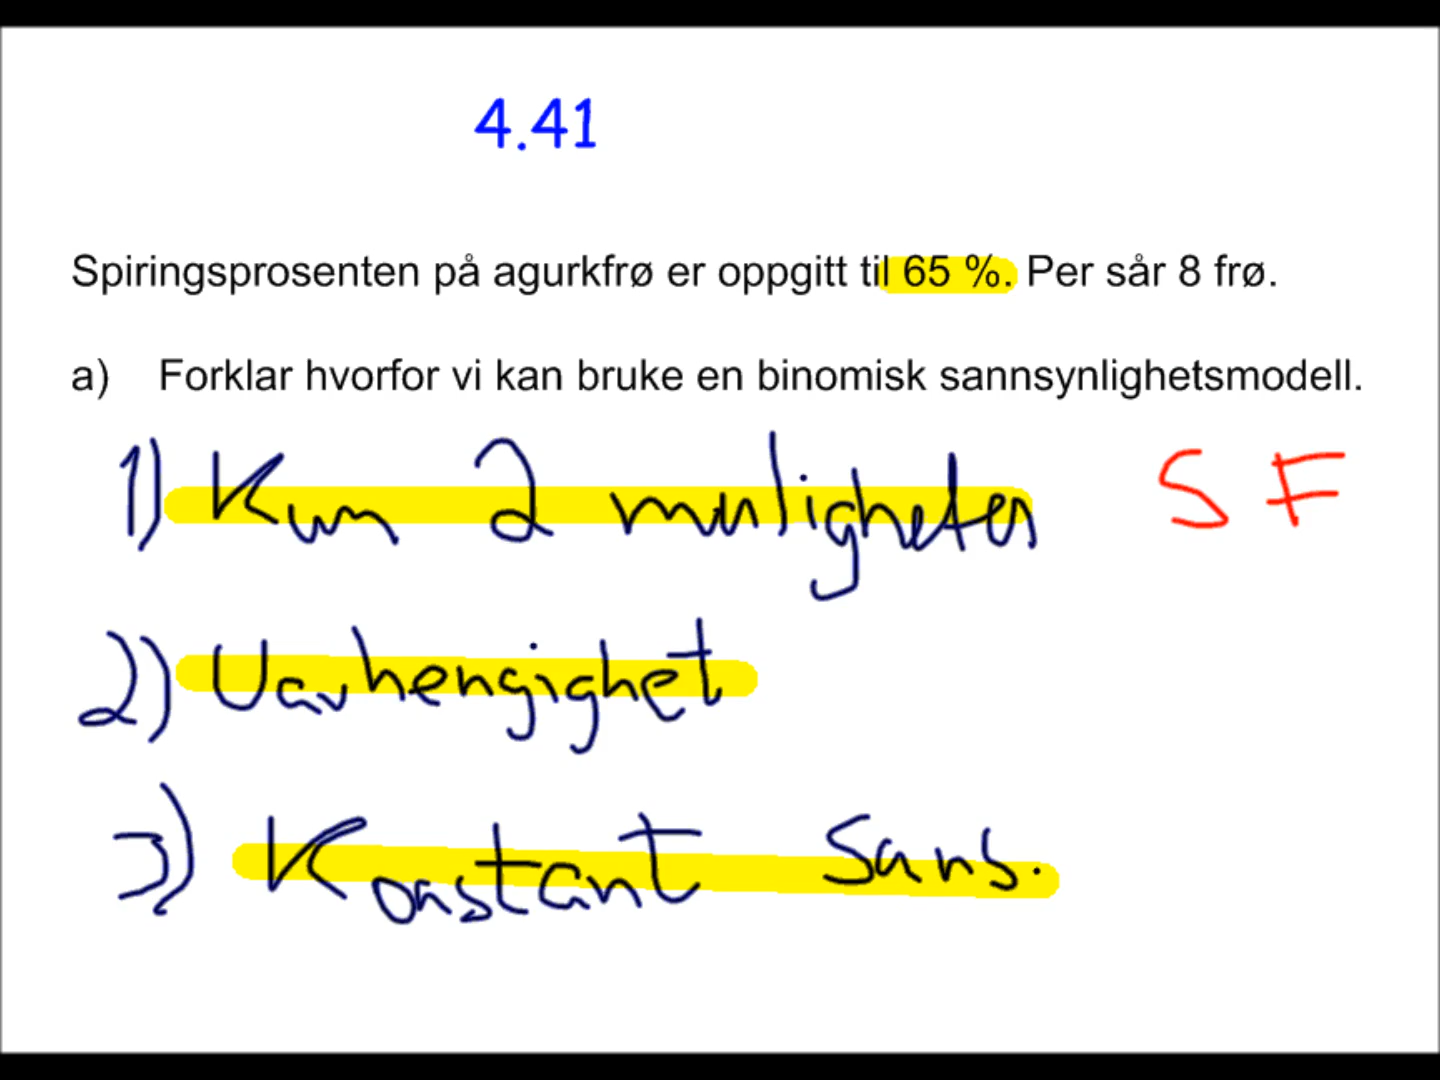 4.41
Spiringsprosenten på agurkfrø er oppgitt til 65 %. Per sår 8 frø.
a) Forklar hvorfor vi kan bruke en binomisk sannsynlighetsmodell.
1) Kun 2 muligheter S F
2) Uavhengighet
3) Konstant sans.